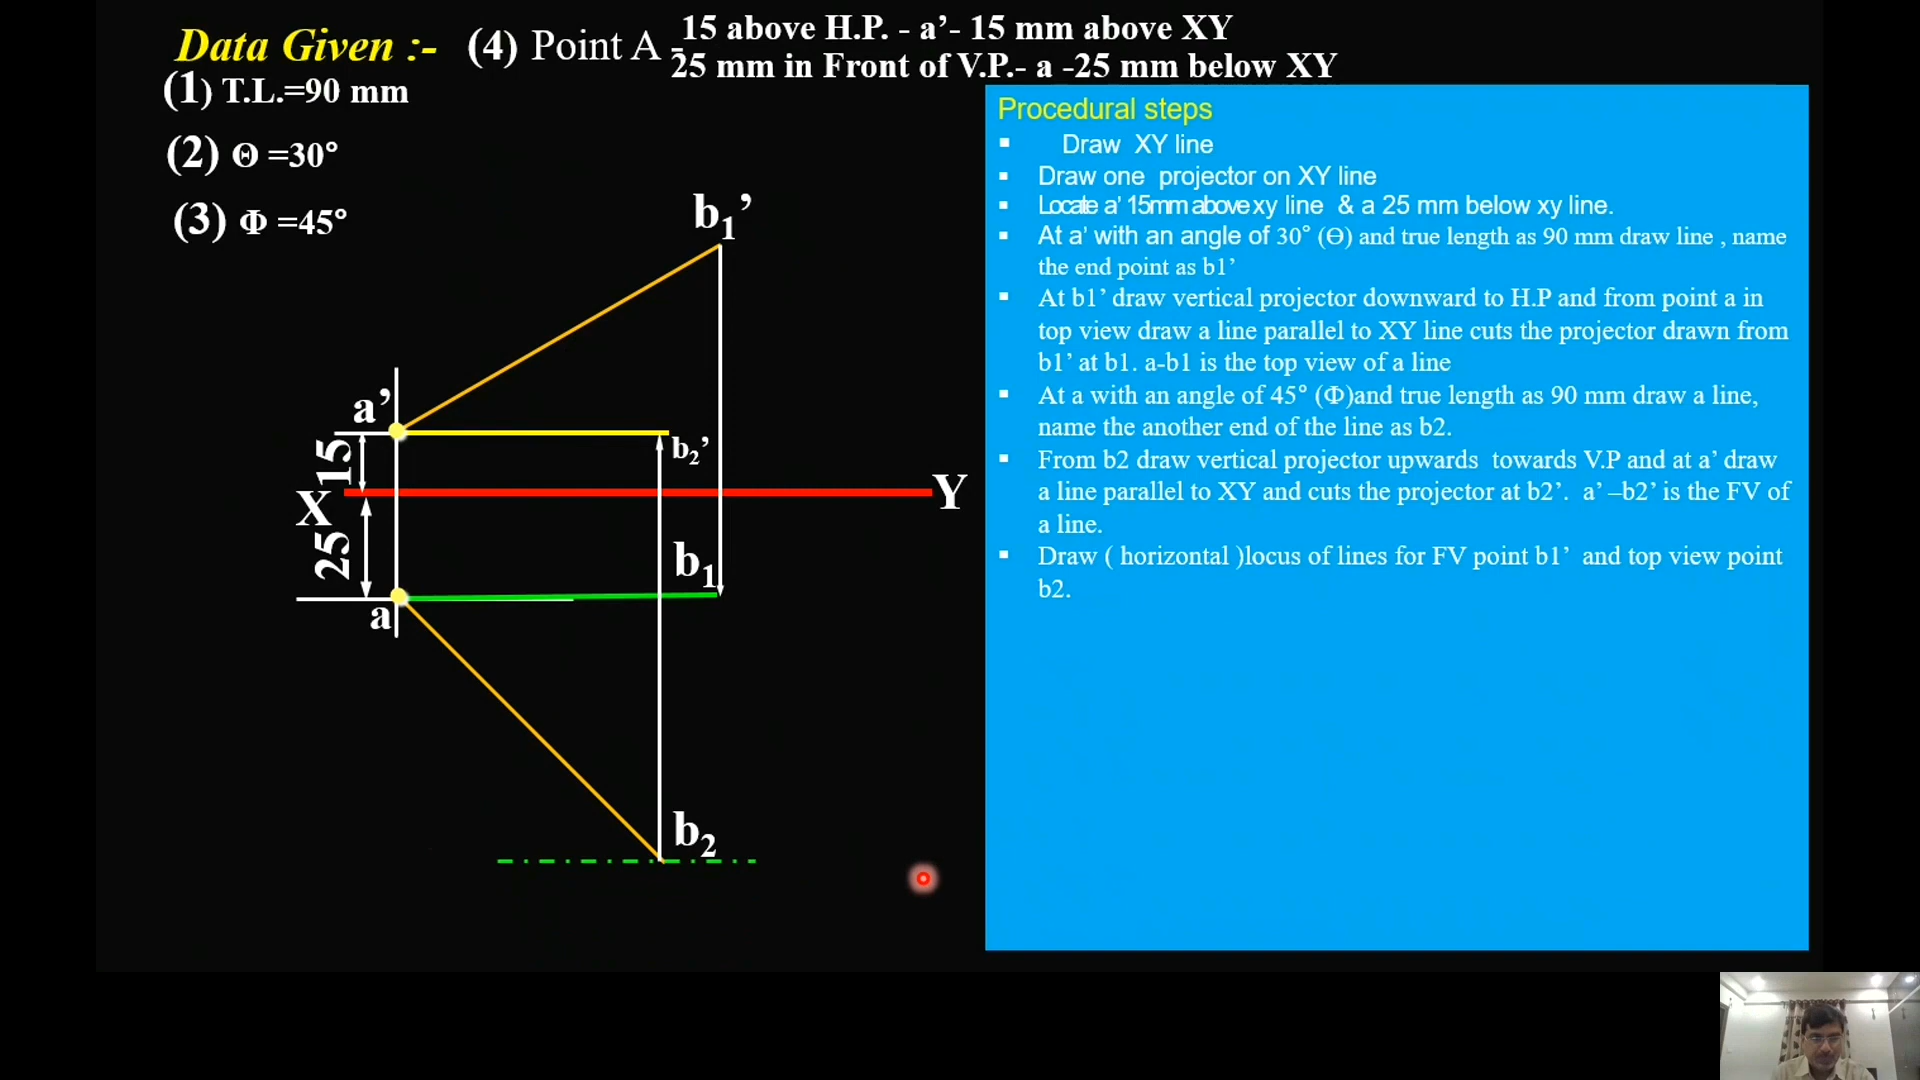 Data Given :- (4) Point A - 15 above H.P. - a’- 15 mm above XY
25 mm in Front of V.P.- a -25 mm below XY
(1) T.L.=90 mm
(2) Θ =30°
(3) Φ =45°
b1’
a’
15
b2’
X
Y
25
b1
a
b2
Procedural steps
▪ Draw XY line
▪ Draw one projector on XY line
▪ Locate a' 15mm above xy line & a 25 mm below xy line.
▪ At a’ with an angle of 30° (Θ) and true length as 90 mm draw line , name
the end point as b1’
▪ At b1’ draw vertical projector downward to H.P and from point a in
top view draw a line parallel to XY line cuts the projector drawn from
b1’ at b1. a-b1 is the top view of a line
▪ At a with an angle of 45° (Φ)and true length as 90 mm draw a line,
name the another end of the line as b2.
▪ From b2 draw vertical projector upwards towards V.P and at a’ draw
a line parallel to XY and cuts the projector at b2’. a’ –b2’ is the FV of
a line.
▪ Draw ( horizontal )locus of lines for FV point b1’ and top view point
b2.